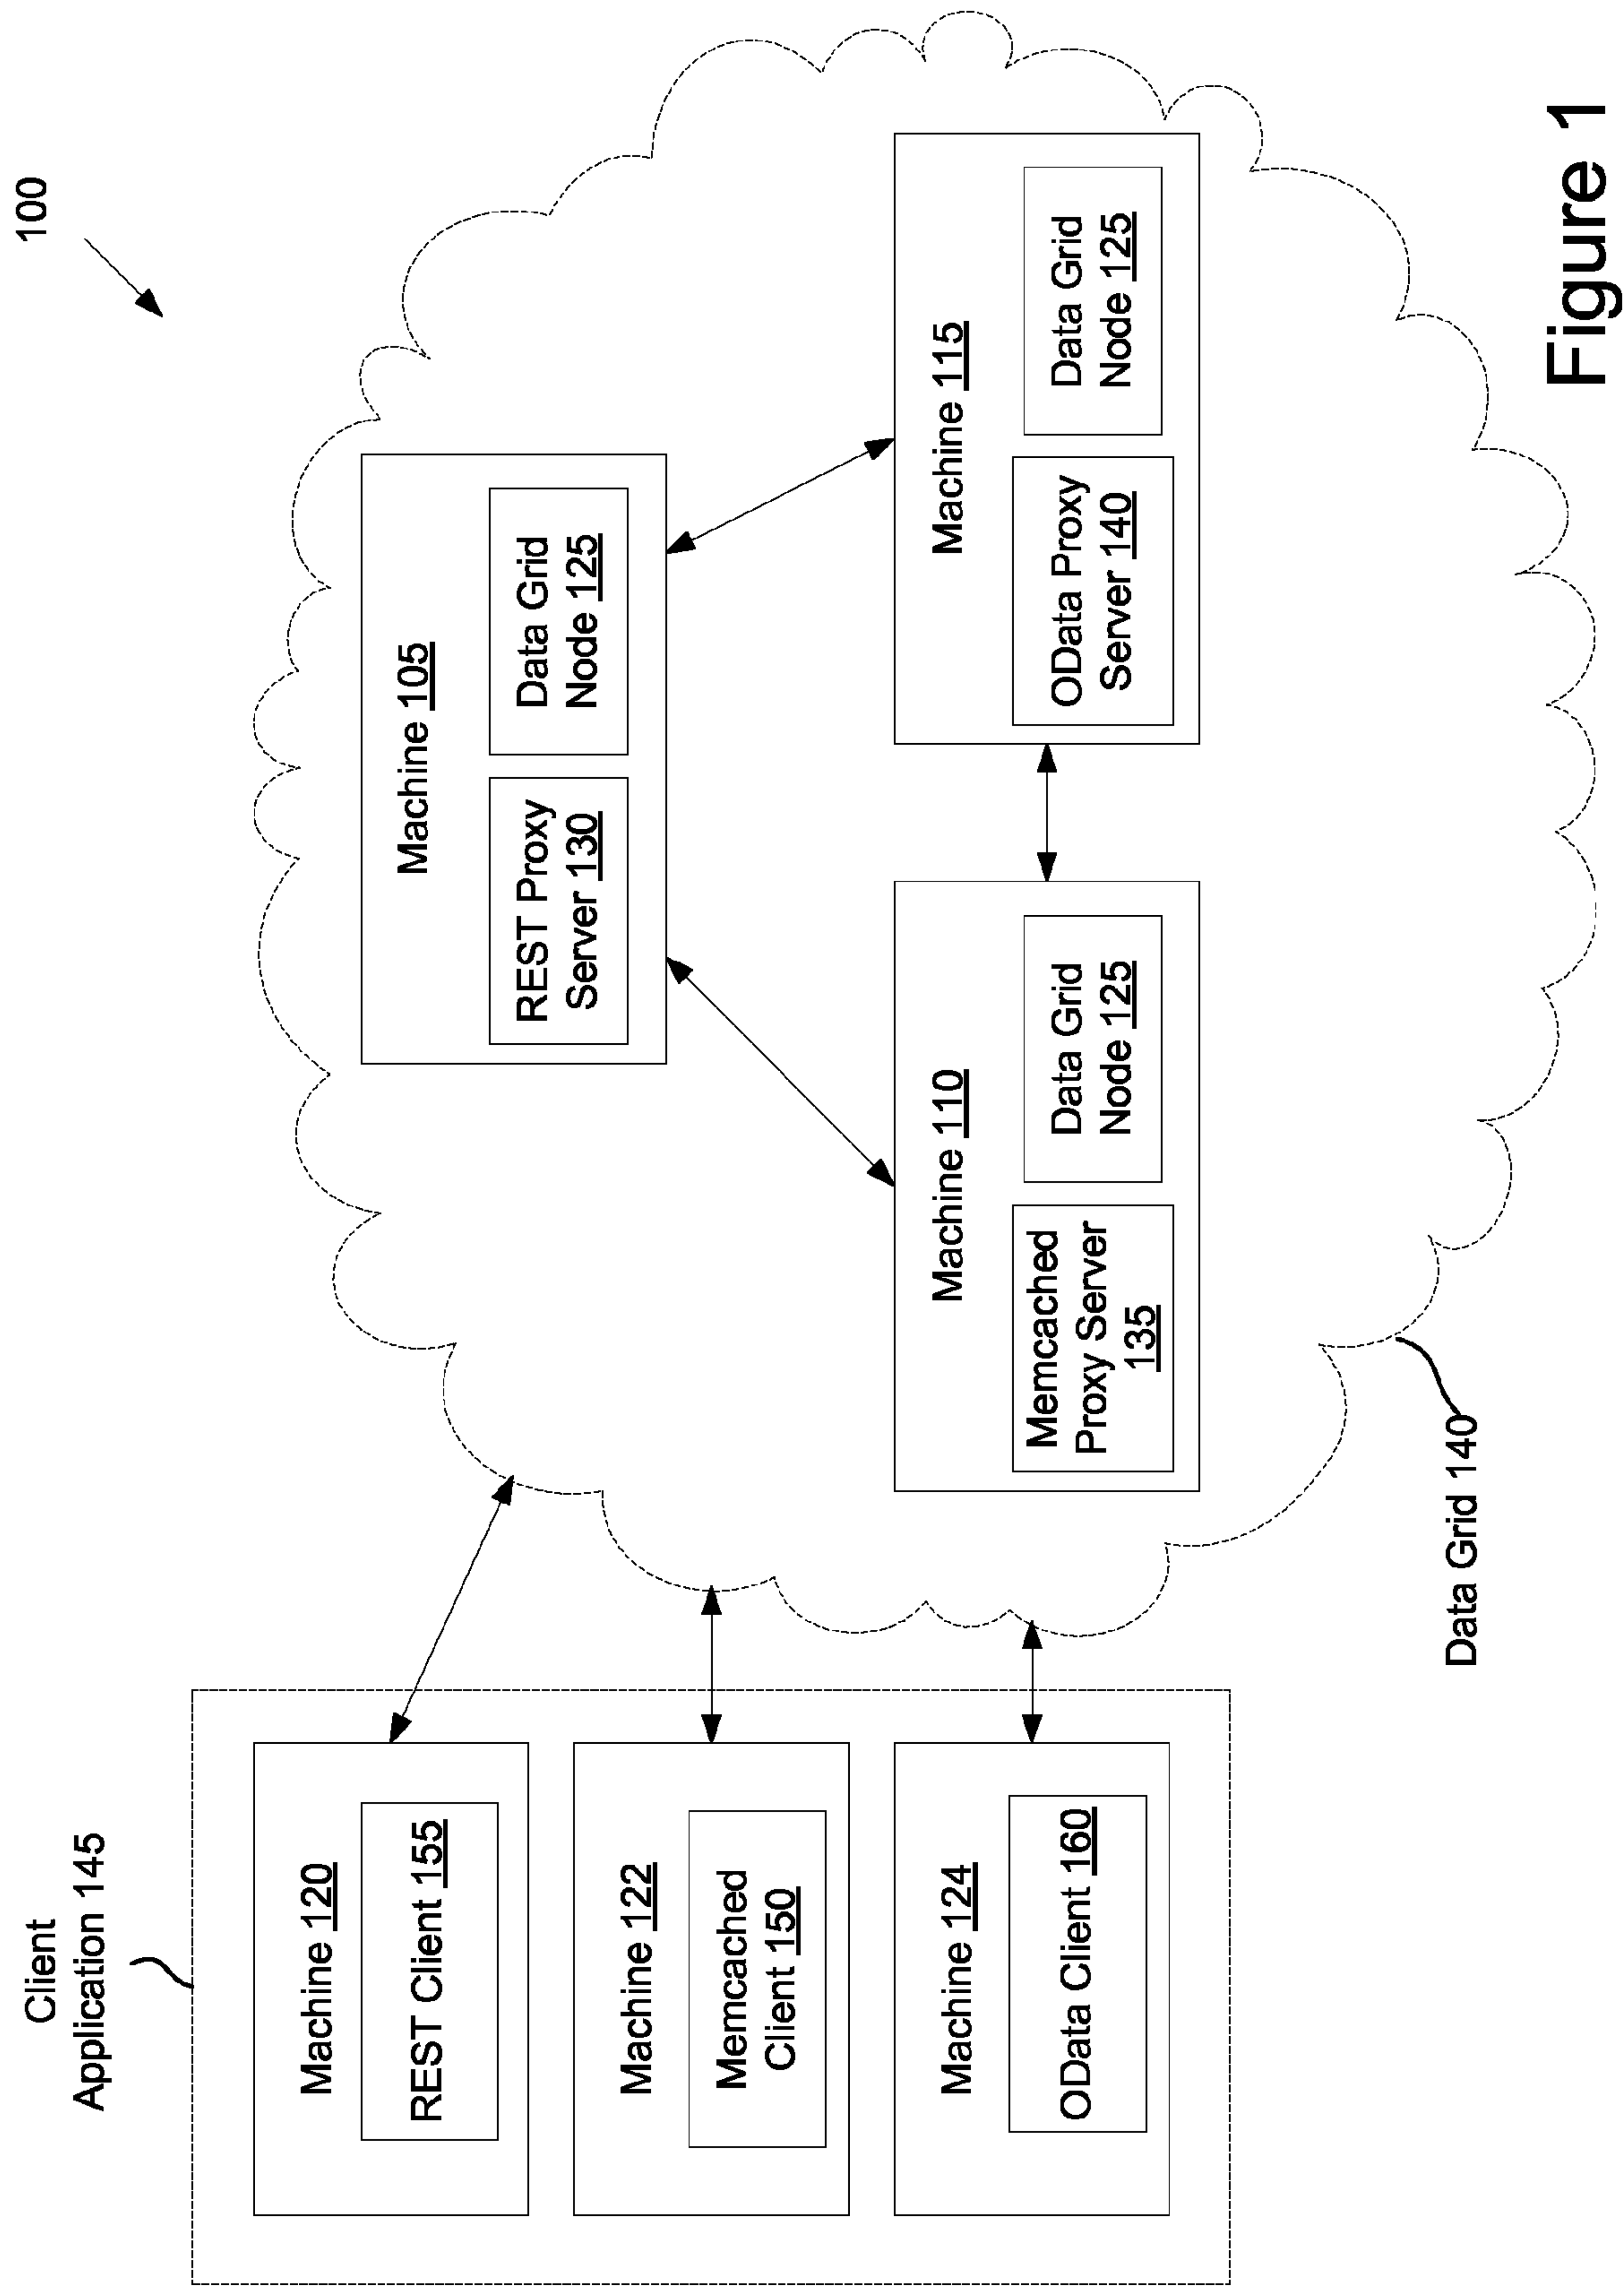 100
Client
Application 145
Machine 120
REST Client 155
Machine 122
Memcached
Client 150
Machine 124
OData Client 160
Machine 105
REST Proxy
Server 130
Data Grid
Node 125
Machine 110
Memcached
Proxy Server
135
Data Grid
Node 125
Machine 115
OData Proxy
Server 140
Data Grid
Node 125
Data Grid 140
Figure 1